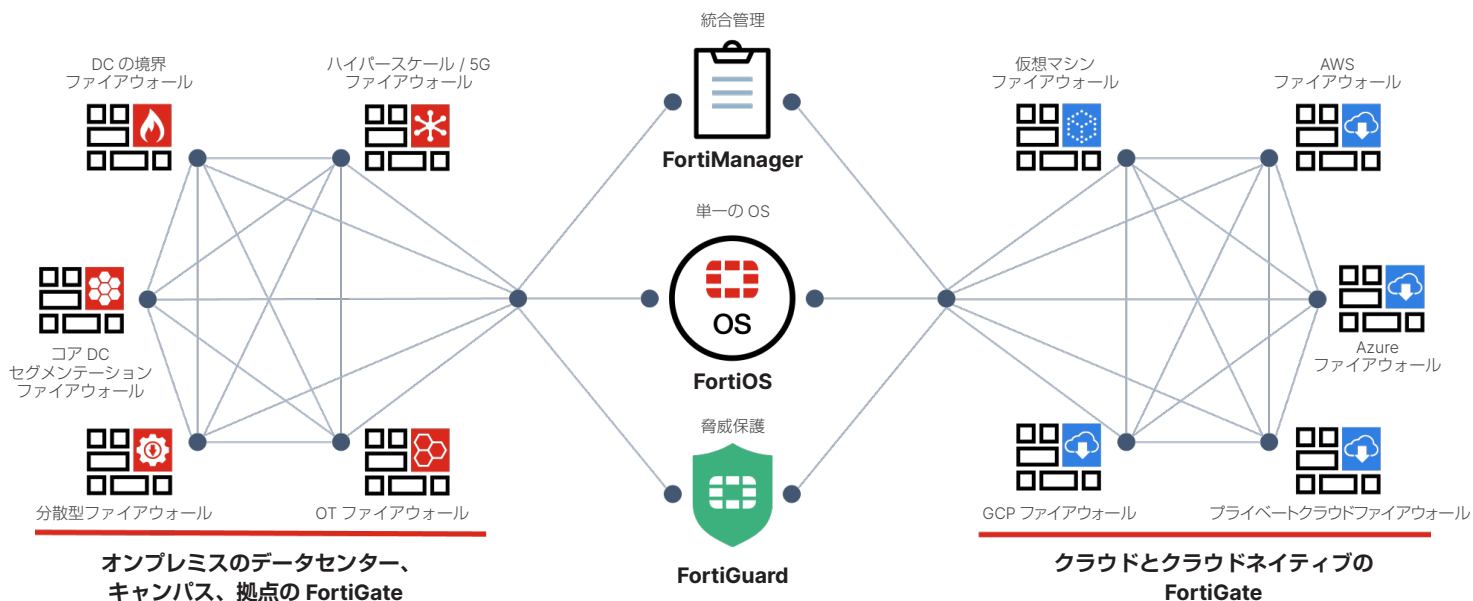 統合管理
FortiManager
単一の OS
OS
FortiOS
脅威保護
FortiGuard
DC の境界
ファイアウォール
ハイパースケール / 5G
ファイアウォール
コア DC
セグメンテーション
ファイアウォール
分散型ファイアウォール
OT ファイアウォール
オンプレミスのデータセンター、
キャンパス、拠点の FortiGate
仮想マシン
ファイアウォール
AWS
ファイアウォール
Azure
ファイアウォール
GCP ファイアウォール
プライベートクラウドファイアウォール
クラウドとクラウドネイティブの
FortiGate